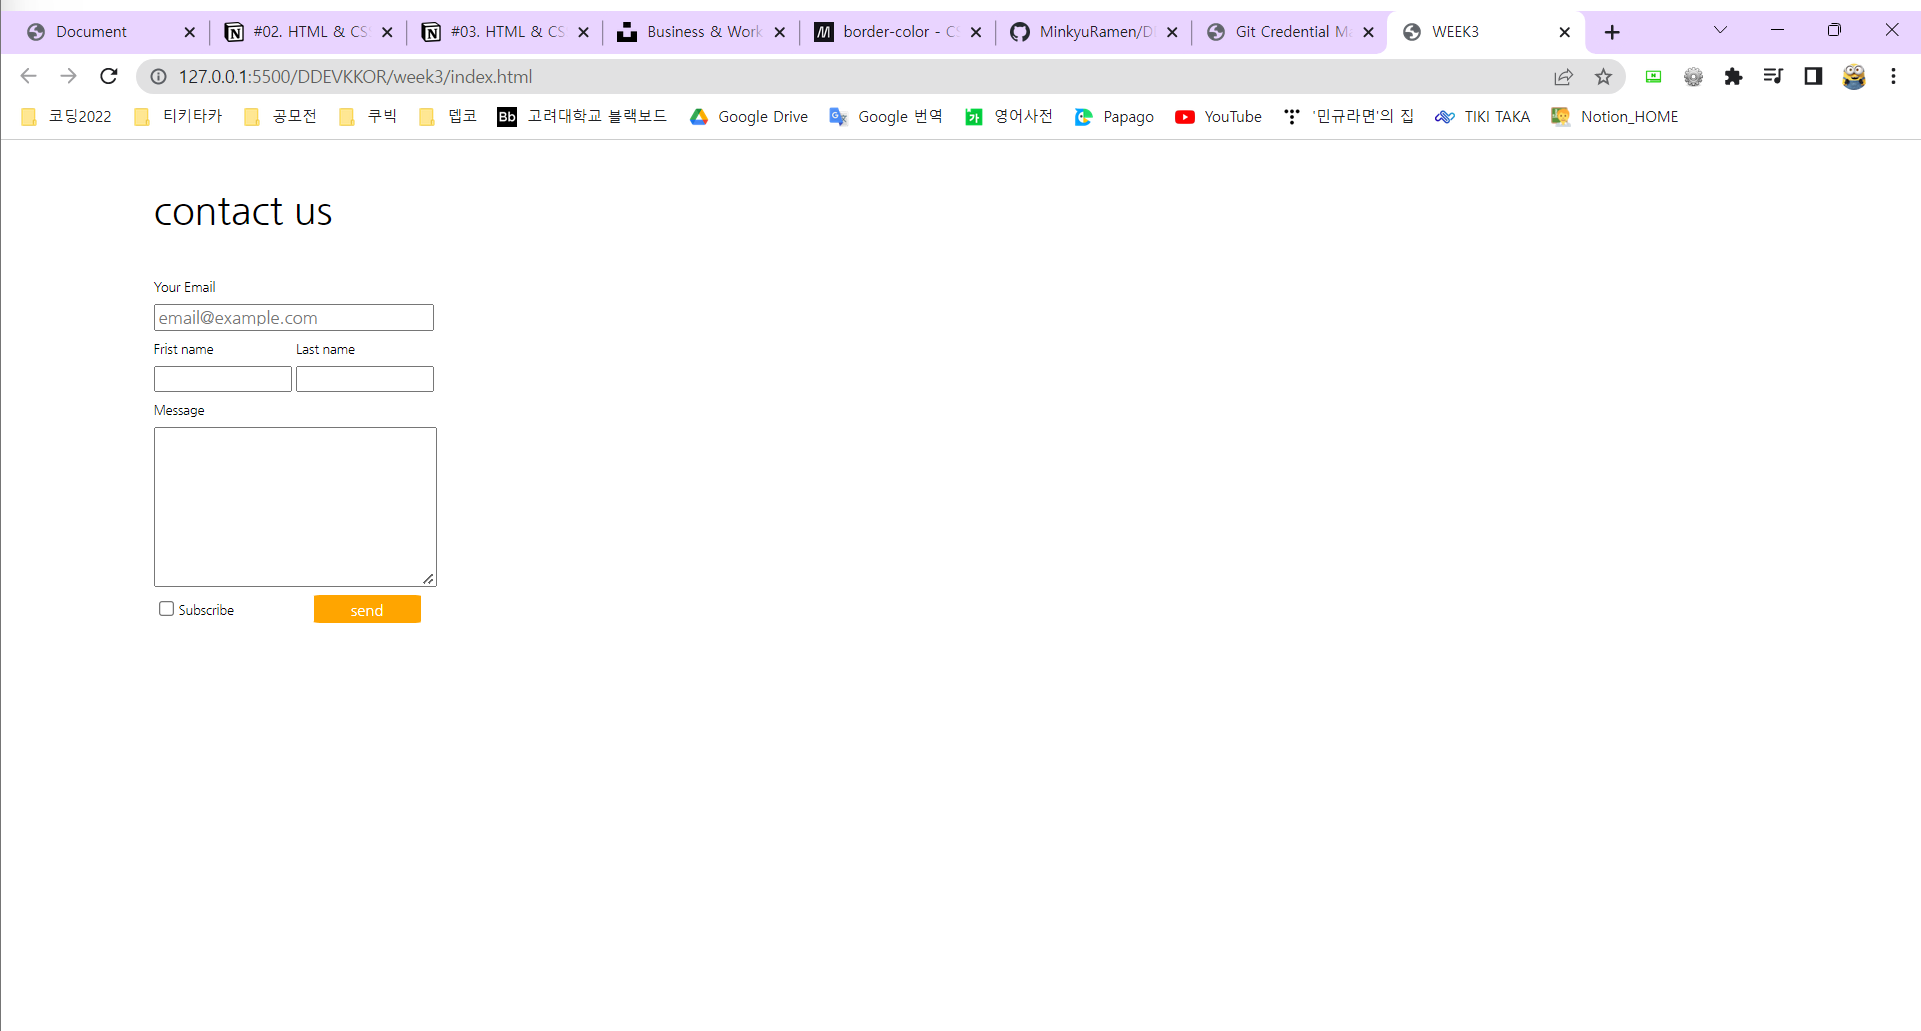 Document
#02. HTML & CSS
#03. HTML & CS
Business & Work
border-color - CS
MinkyuRamen/D
Git Credential Ma
WEEK3
127.0.0.1:5500/DDEVKKOR/week3/index.html
코딩2022
티키타카
공모전
쿠빅
뎁코
Bb 고려대학교 블랙보드
Google Drive
Google 번역
가 영어사전
Papago
YouTube
'민규라면'의 집
TIKI TAKA
Notion_HOME
contact us
Your Email
email@example.com
Frist name Last name
Message
Subscribe send